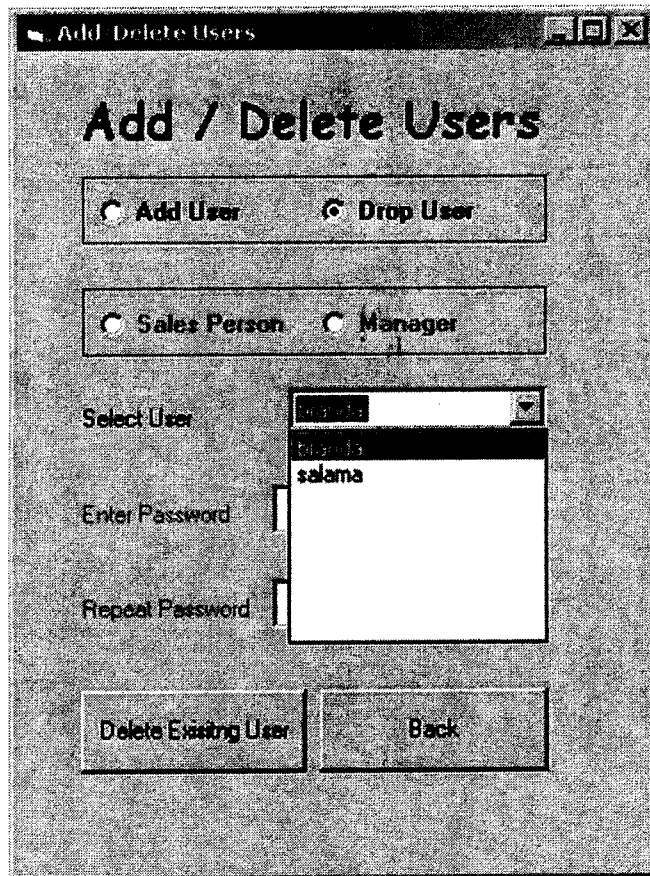 Add Delete Users
Add / Delete Users
Add User Drop User
Sales Person Manager
Select User
salama
Enter Password
Repeat Password
Delete Exisitng User Back